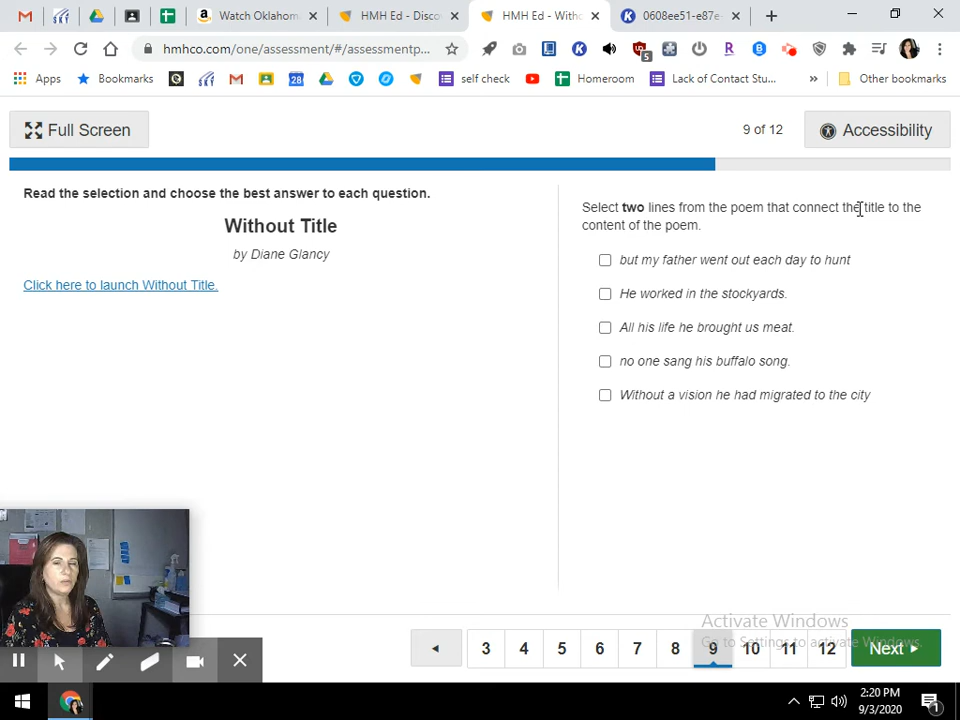 Watch Oklahom
HMH Ed - Disco
HMH Ed - With
0608ee51-e87e-
hmhco.com/one/assessment/#/assessmentp...
5
Apps
Bookmarks
28
self check
Homeroom
Lack of Contact Stu...
»
Other bookmarks
Full Screen
9 of 12
Accessibility
Read the selection and choose the best answer to each question.
Without Title
by Diane Glancy
Click here to launch Without Title.
Select two lines from the poem that connect the title to the
content of the poem.
but my father went out each day to hunt
He worked in the stockyards.
All his life he brought us meat.
no one sang his buffalo song.
Without a vision he had migrated to the city
Activate Windows
Go to Settings to activate Windows.
3 4 5 6 7 8 9 10 11 12 Next
2:20 PM
9/3/2020
1